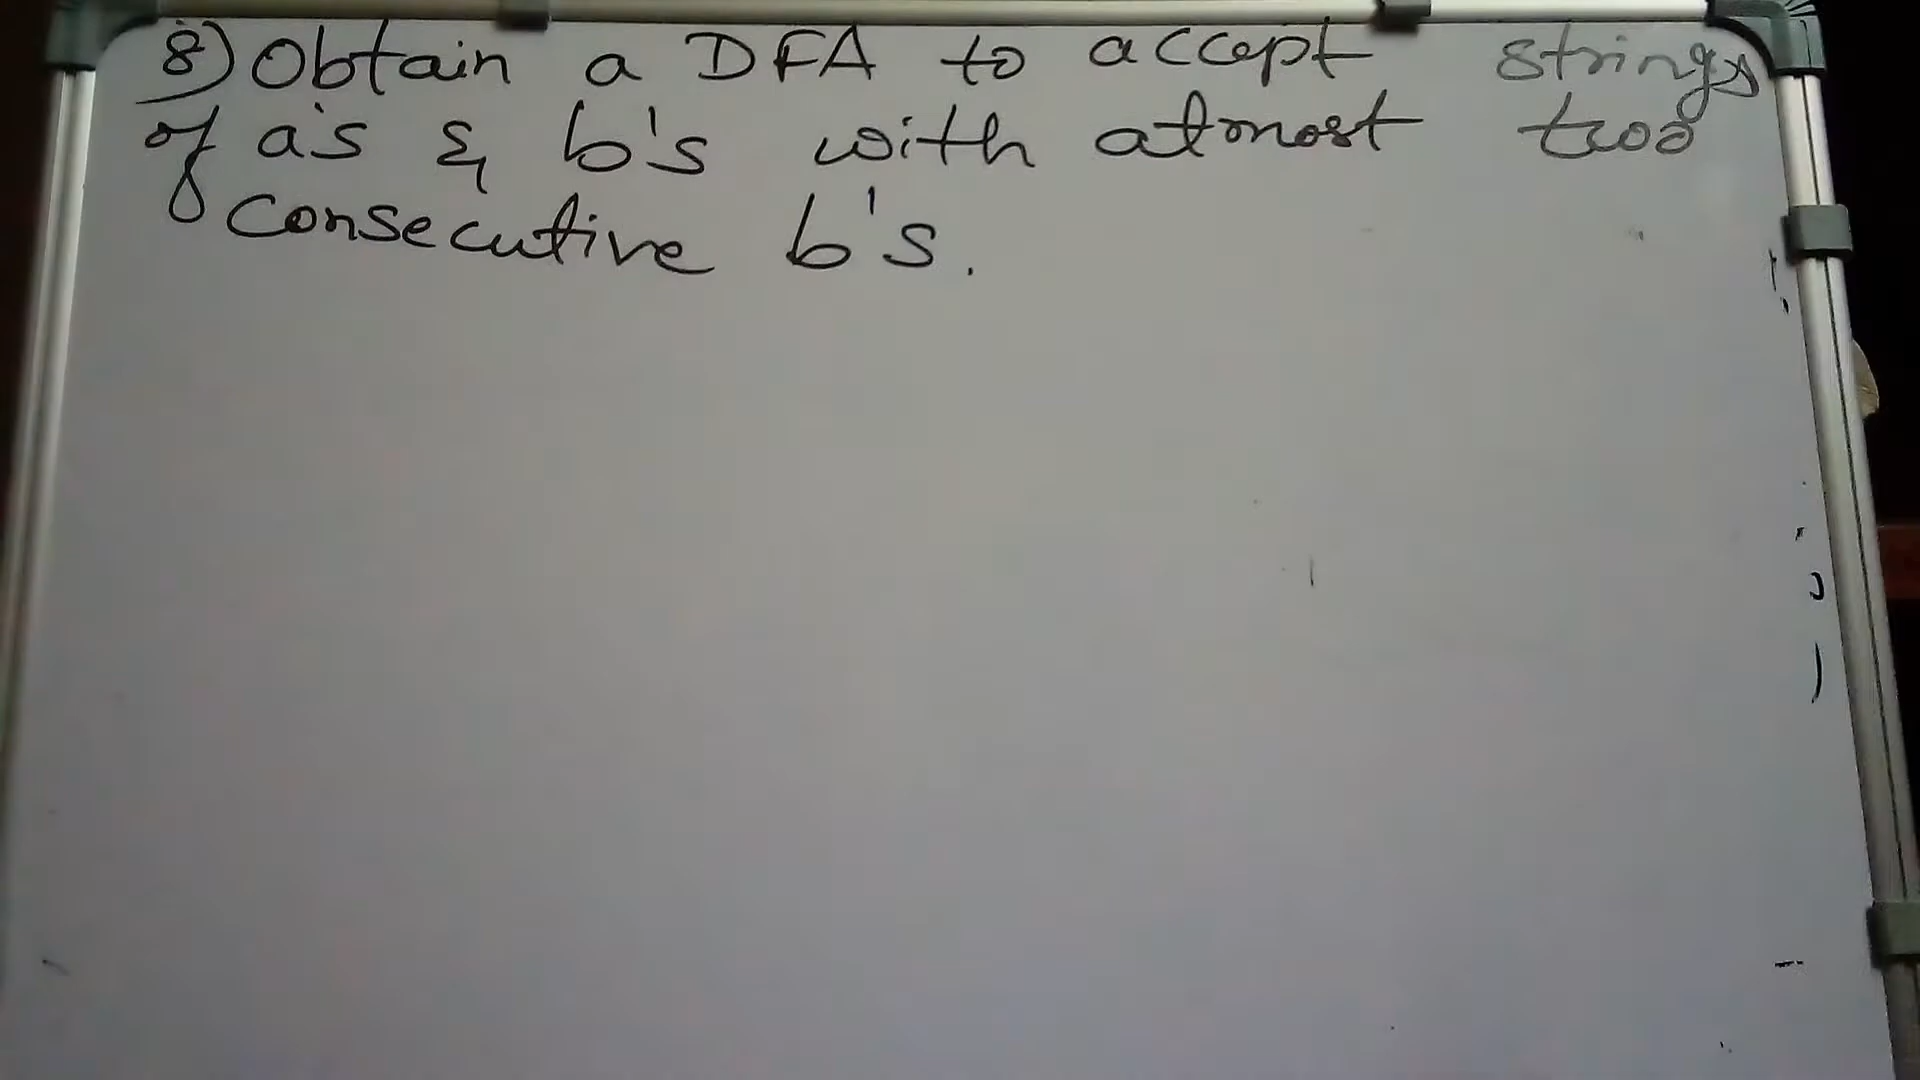 8) Obtain a DFA to accept strings
of a's & b's with atmost two
consecutive b's.